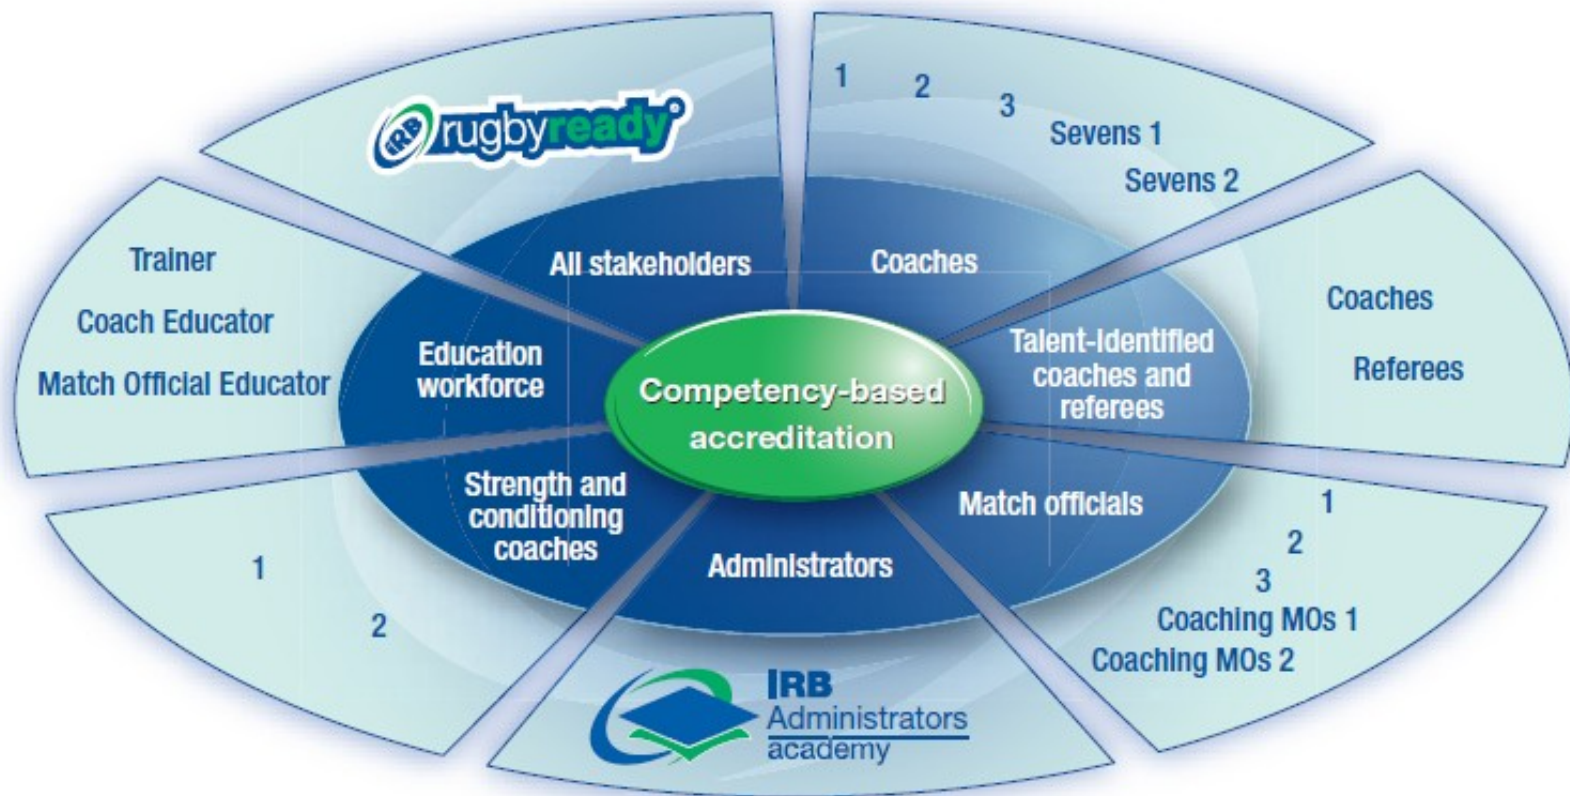 IRB rugbyready
1
2
3
Sevens 1
Sevens 2
All stakeholders
Coaches
Trainer
Coach Educator
Match Official Educator
Education
workforce
Competency-based
accreditation
Talent-identified
coaches and
referees
Coaches
Referees
Strength and
conditioning
coaches
Administrators
Match officials
1
2
1
2
3
Coaching MOs 1
Coaching MOs 2
IRB
Administrators
academy